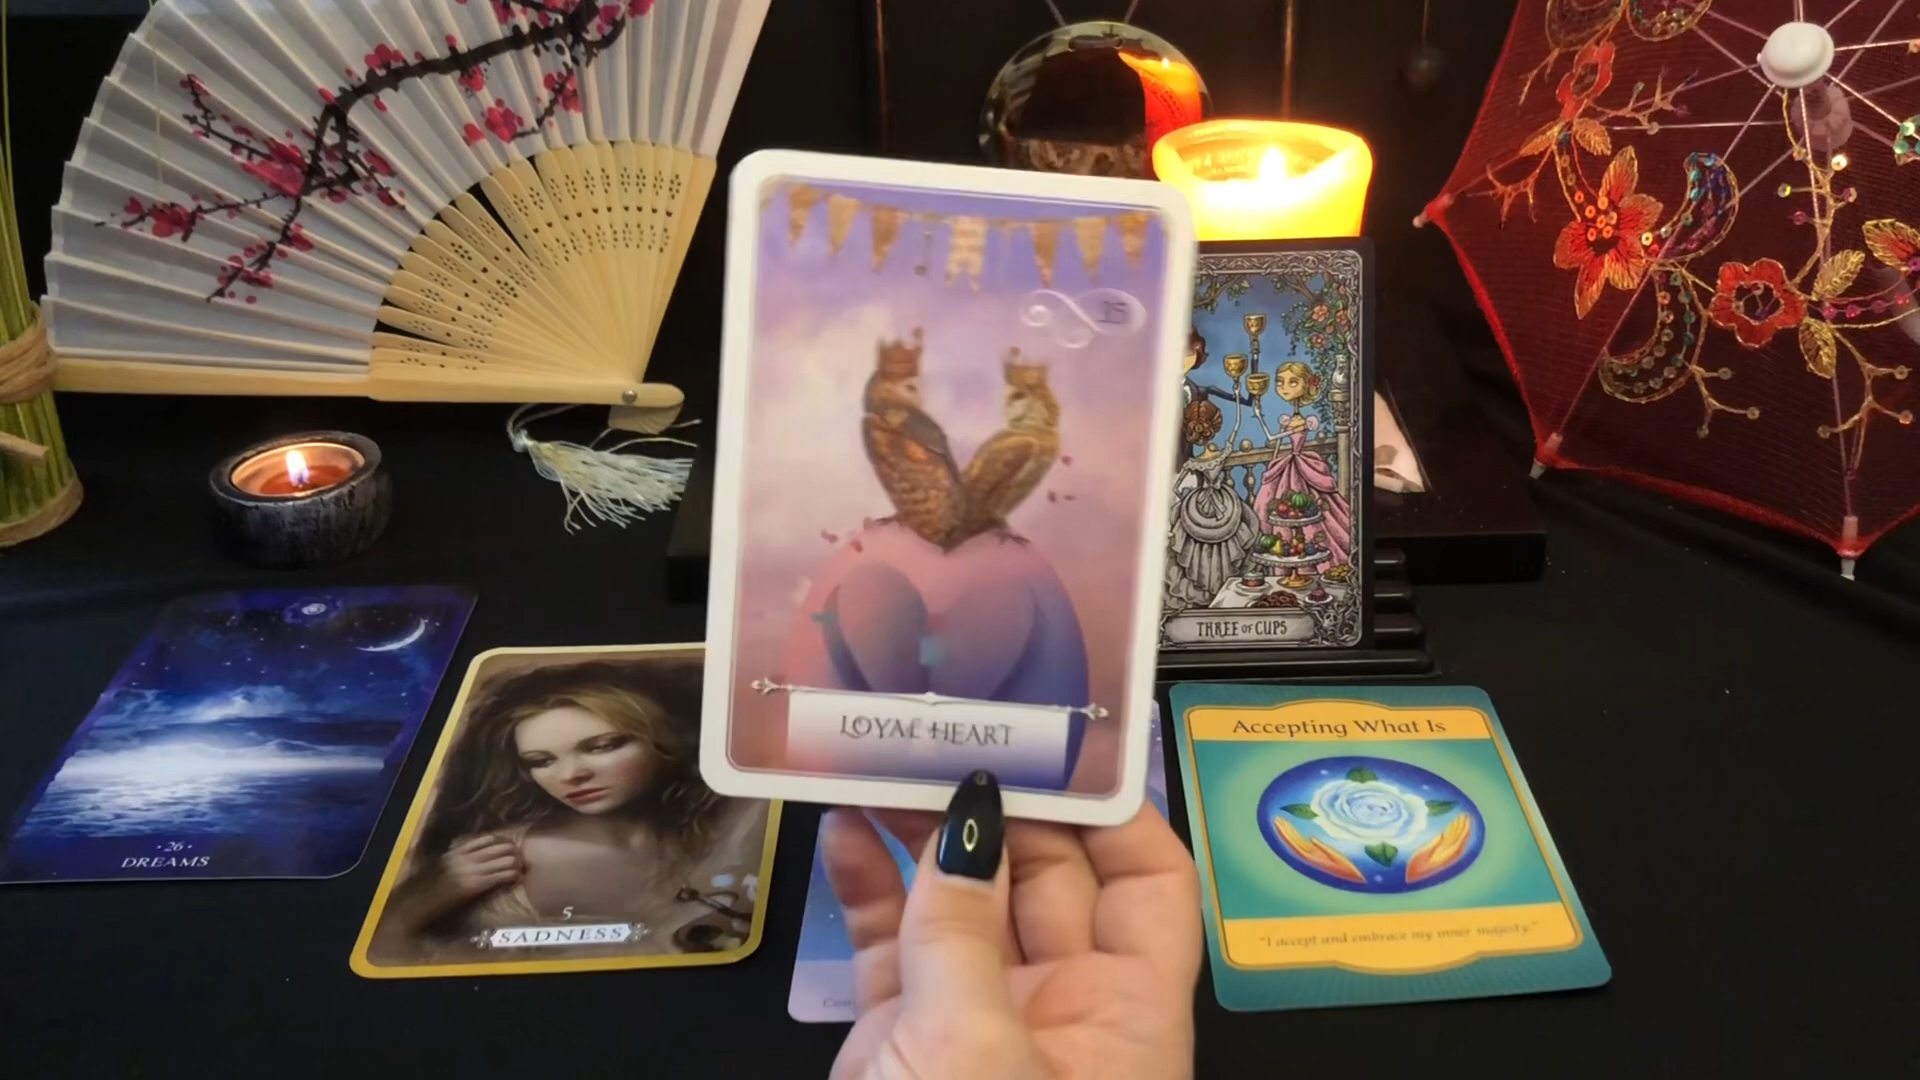 15
LOYAL HEART
THREE OF CUPS
Accepting What Is
"I accept and embrace my inner majesty."
· 26 ·
DREAMS
5
SADNESS